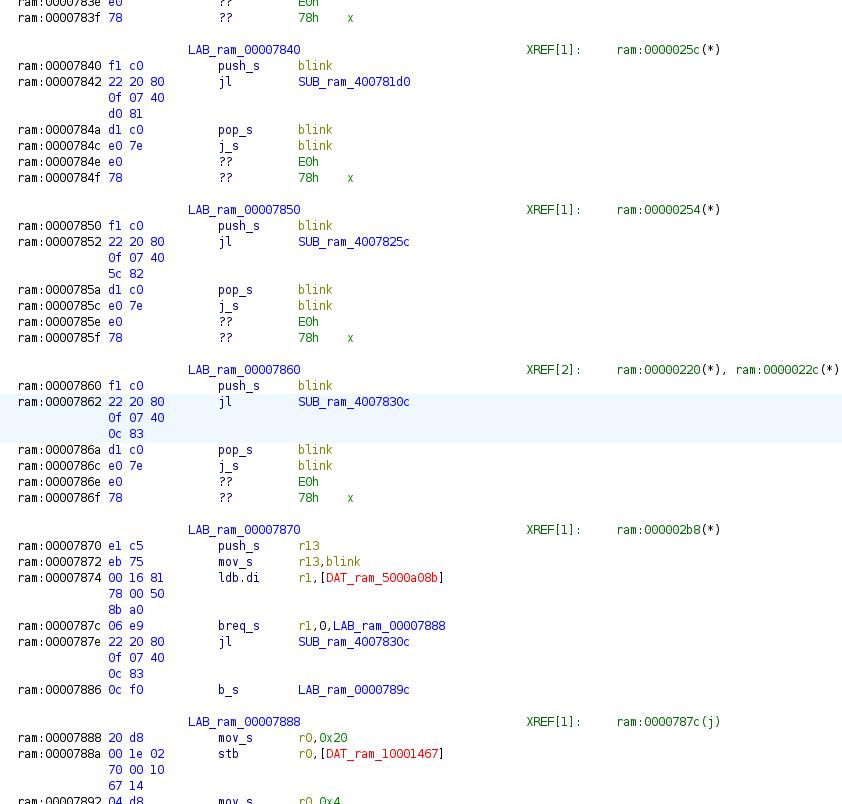 ram:0000783e e0 ?? E0h
ram:0000783f 78 ?? 78h x
LAB_ram_00007840 XREF[1]: ram:0000025c(*)
ram:00007840 f1 c0 push_s blink
ram:00007842 22 20 80 jl SUB_ram_400781d0
0f 07 40
d0 81
ram:0000784a d1 c0 pop_s blink
ram:0000784c e0 7e j_s blink
ram:0000784e e0 ?? E0h
ram:0000784f 78 ?? 78h x
LAB_ram_00007850 XREF[1]: ram:00000254(*)
ram:00007850 f1 c0 push_s blink
ram:00007852 22 20 80 jl SUB_ram_4007825c
0f 07 40
5c 82
ram:0000785a d1 c0 pop_s blink
ram:0000785c e0 7e j_s blink
ram:0000785e e0 ?? E0h
ram:0000785f 78 ?? 78h x
LAB_ram_00007860 XREF[2]: ram:00000220(*), ram:0000022c(*)
ram:00007860 f1 c0 push_s blink
ram:00007862 22 20 80 jl SUB_ram_4007830c
0f 07 40
0c 83
ram:0000786a d1 c0 pop_s blink
ram:0000786c e0 7e j_s blink
ram:0000786e e0 ?? E0h
ram:0000786f 78 ?? 78h x
LAB_ram_00007870 XREF[1]: ram:000002b8(*)
ram:00007870 e1 c5 push_s r13
ram:00007872 eb 75 mov_s r13,blink
ram:00007874 00 16 81 ldb.di r1,[DAT_ram_5000a08b]
78 00 50
8b a0
ram:0000787c 06 e9 breq_s r1,0,LAB_ram_00007888
ram:0000787e 22 20 80 jl SUB_ram_4007830c
0f 07 40
0c 83
ram:00007886 0c f0 b_s LAB_ram_0000789c
LAB_ram_00007888 XREF[1]: ram:0000787c(j)
ram:00007888 20 d8 mov_s r0,0x20
ram:0000788a 00 1e 02 stb r0,[DAT_ram_10001467]
70 00 10
67 14
ram:00007892 04 d8 mov_s r0,0x4